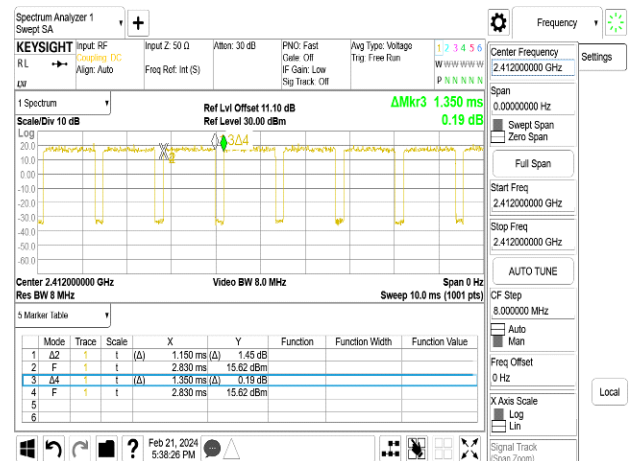 Spectrum Analyzer 1
Swept SA
Frequency
KEYSIGHT
RL
Input: RF
Coupling: DC
Align: Auto
Input Z: 50 Ω
Freq Ref: Int (S)
Atten: 30 dB
PNO: Fast
Gate: Off
IF Gain: Low
Sig Track: Off
Avg Type: Voltage
Trig: Free Run
1 2 3 4 5 6
W W W W W W
P N N N N N
1 Spectrum
Scale/Div 10 dB
Ref Lvl Offset 11.10 dB
Ref Level 30.00 dBm
ΔMkr3 1.350 ms
0.19 dB
Log
20.0
10.0
0.00
-10.0
-20.0
-30.0
-40.0
-50.0
-60.0
3Δ4
Center 2.412000000 GHz
Res BW 8 MHz
Video BW 8.0 MHz
Span 0 Hz
Sweep 10.0 ms (1001 pts)
5 Marker Table
Mode Trace Scale X Y Function Function Width Function Value
1 Δ2 1 t (Δ) 1.150 ms (Δ) 1.45 dB
2 F 1 t 2.830 ms 15.62 dBm
3 Δ4 1 t (Δ) 1.350 ms (Δ) 0.19 dB
4 F 1 t 2.830 ms 15.62 dBm
5
6
Feb 21, 2024
5:38:26 PM
Center Frequency
2.412000000 GHz
Settings
Span
0.00000000 Hz
Swept Span
Zero Span
Full Span
Start Freq
2.412000000 GHz
Stop Freq
2.412000000 GHz
AUTO TUNE
CF Step
8.000000 MHz
Auto
Man
Freq Offset
0 Hz
X Axis Scale
Log
Lin
Local
Signal Track
(Span Zoom)